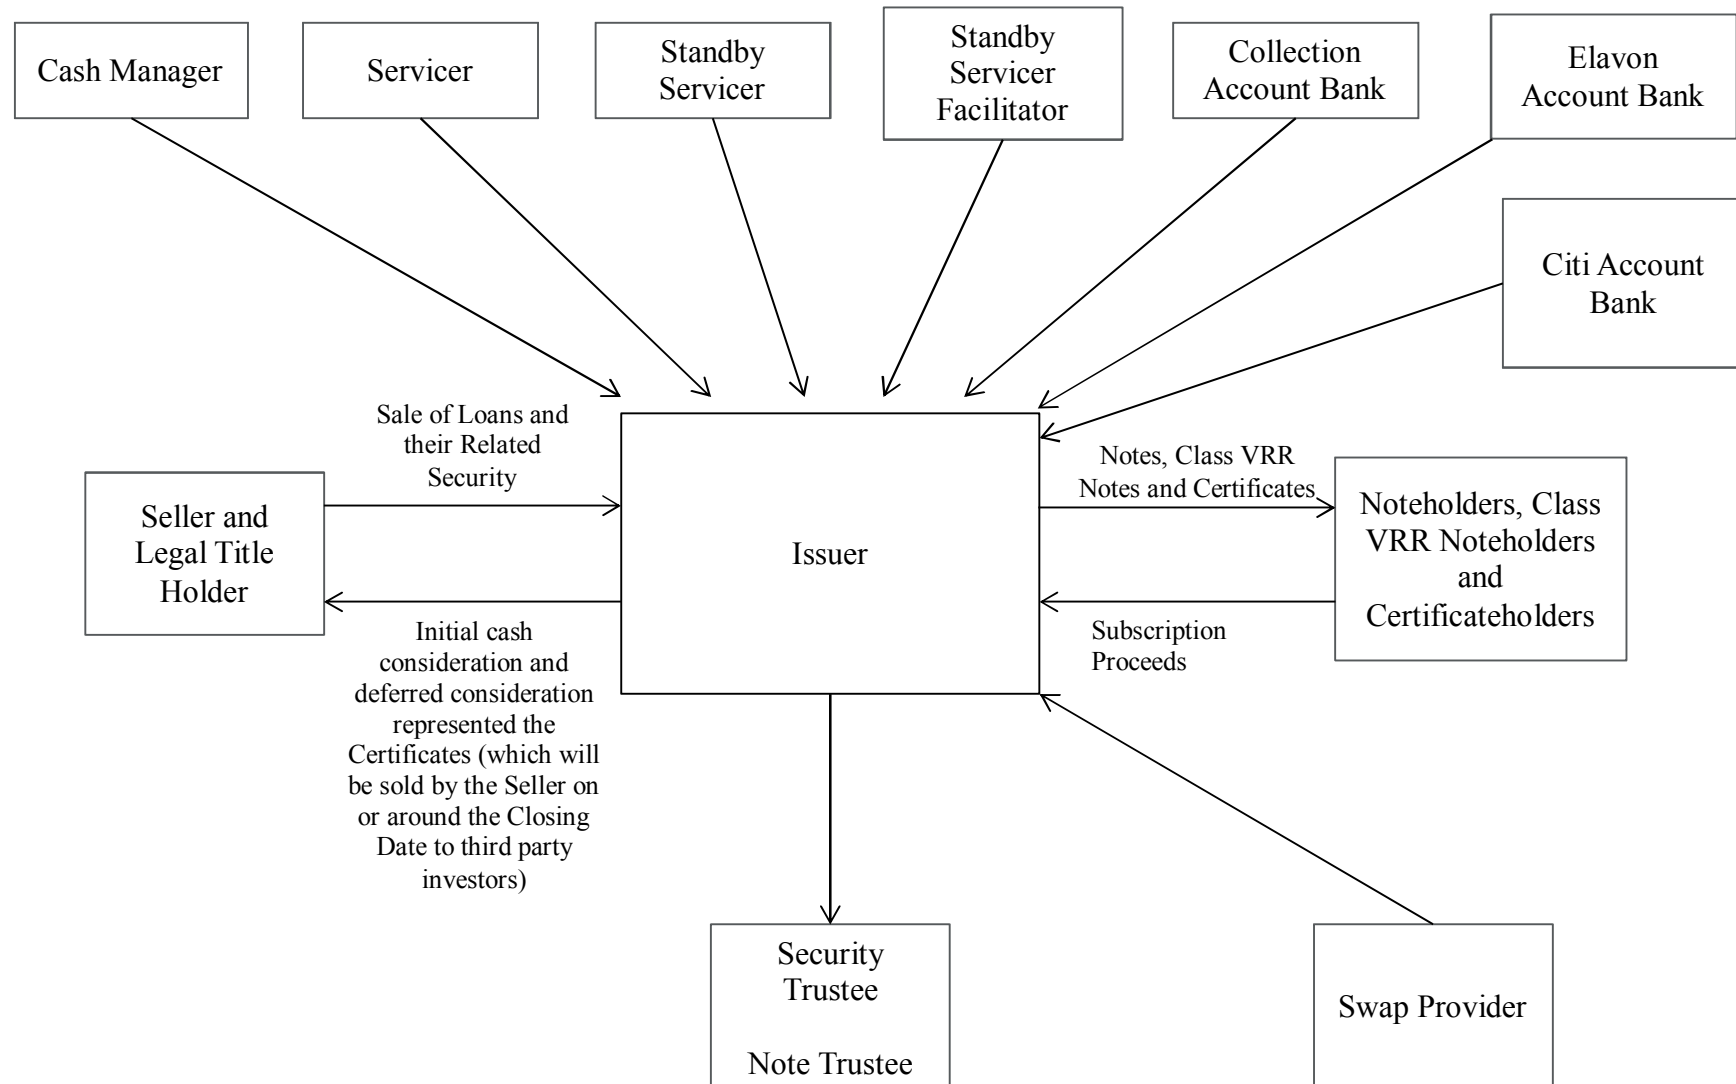 Cash Manager
Servicer
Standby
Servicer
Standby
Servicer
Facilitator
Collection
Account Bank
Elavon
Account Bank
Citi Account
Bank
Sale of Loans and
their Related
Security
Seller and
Legal Title
Holder
Issuer
Notes, Class VRR
Notes and Certificates
Noteholders, Class
VRR Noteholders
and
Certificateholders
Subscription
Proceeds
Initial cash
consideration and
deferred consideration
represented the
Certificates (which will
be sold by the Seller on
or around the Closing
Date to third party
investors)
Security
Trustee
Note Trustee
Swap Provider